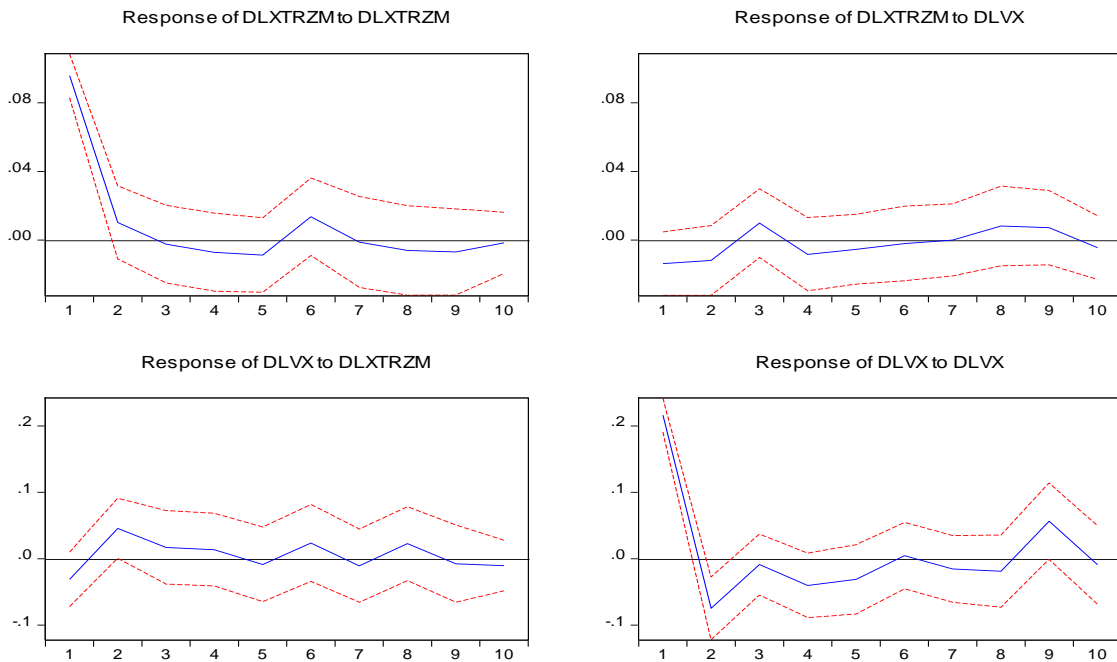 Response of DLXTRZM to DLXTRZM
Response of DLXTRZM to DLVX
.08
.04
.00
1 2 3 4 5 6 7 8 9 10
.08
.04
.00
1 2 3 4 5 6 7 8 9 10
Response of DLVX to DLXTRZM
Response of DLVX to DLVX
.2
.1
.0
-.1
1 2 3 4 5 6 7 8 9 10
.2
.1
.0
-.1
1 2 3 4 5 6 7 8 9 10